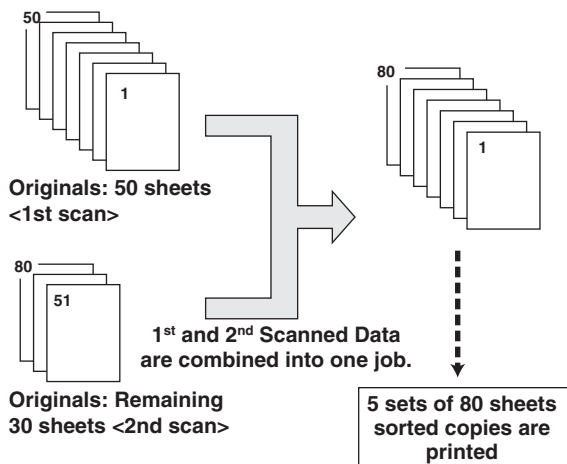 50
1
Originals: 50 sheets
<1st scan>
80
51
Originals: Remaining
30 sheets <2nd scan>
1st and 2nd Scanned Data
are combined into one job.
80
1
5 sets of 80 sheets
sorted copies are
printed